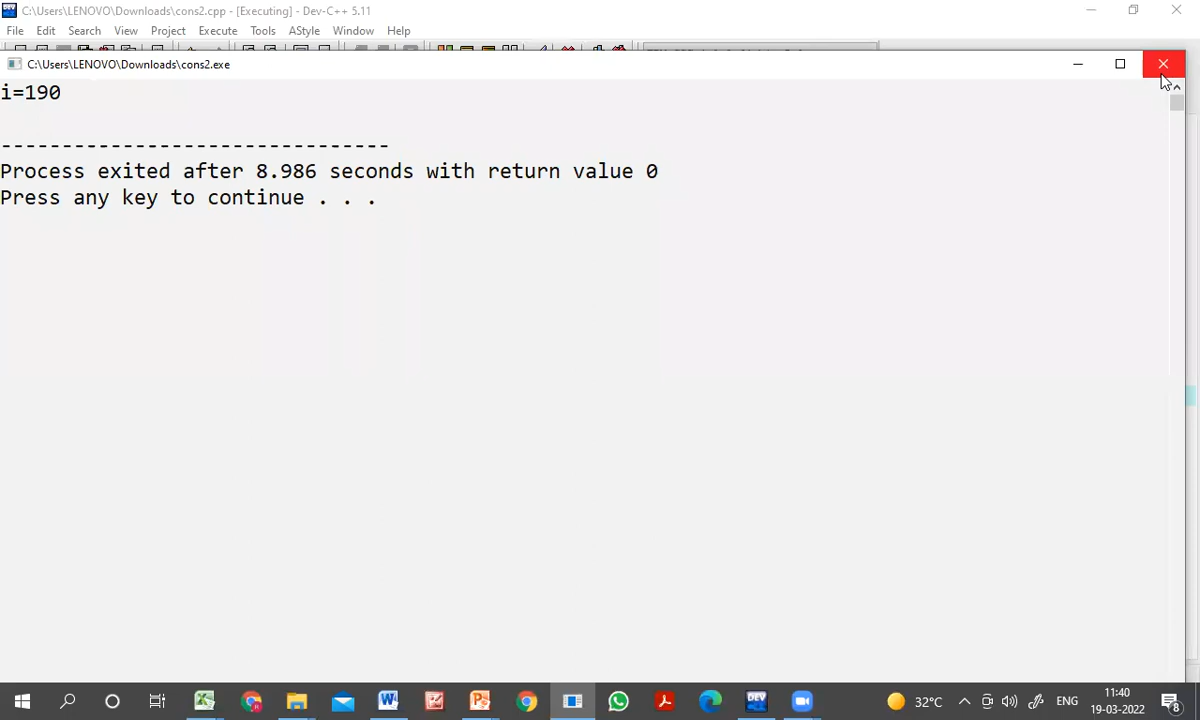 C:\Users\LENOVO\Downloads\cons2.cpp - [Executing] - Dev-C++ 5.11
File Edit Search View Project Execute Tools AStyle Window Help
C:\Users\LENOVO\Downloads\cons2.exe
i=190
--------------------------------
Process exited after 8.986 seconds with return value 0
Press any key to continue . . .
DEV 32°C ENG 11:40
19-03-2022 8